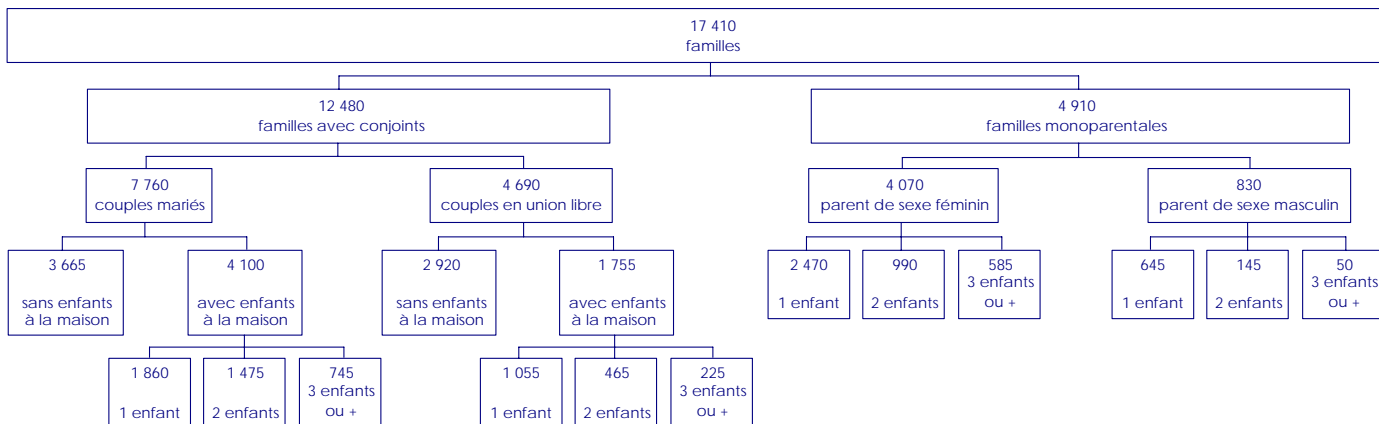 17 410
familles
12 480
familles avec conjoints
4 910
familles monoparentales
7 760
couples mariés
4 690
couples en union libre
4 070
parent de sexe féminin
830
parent de sexe masculin
3 665
sans enfants
à la maison
4 100
avec enfants
à la maison
2 920
sans enfants
à la maison
1 755
avec enfants
à la maison
2 470
1 enfant
990
2 enfants
585
3 enfants
ou +
645
1 enfant
145
2 enfants
50
3 enfants
ou +
1 860
1 enfant
1 475
2 enfants
745
3 enfants
ou +
1 055
1 enfant
465
2 enfants
225
3 enfants
ou +